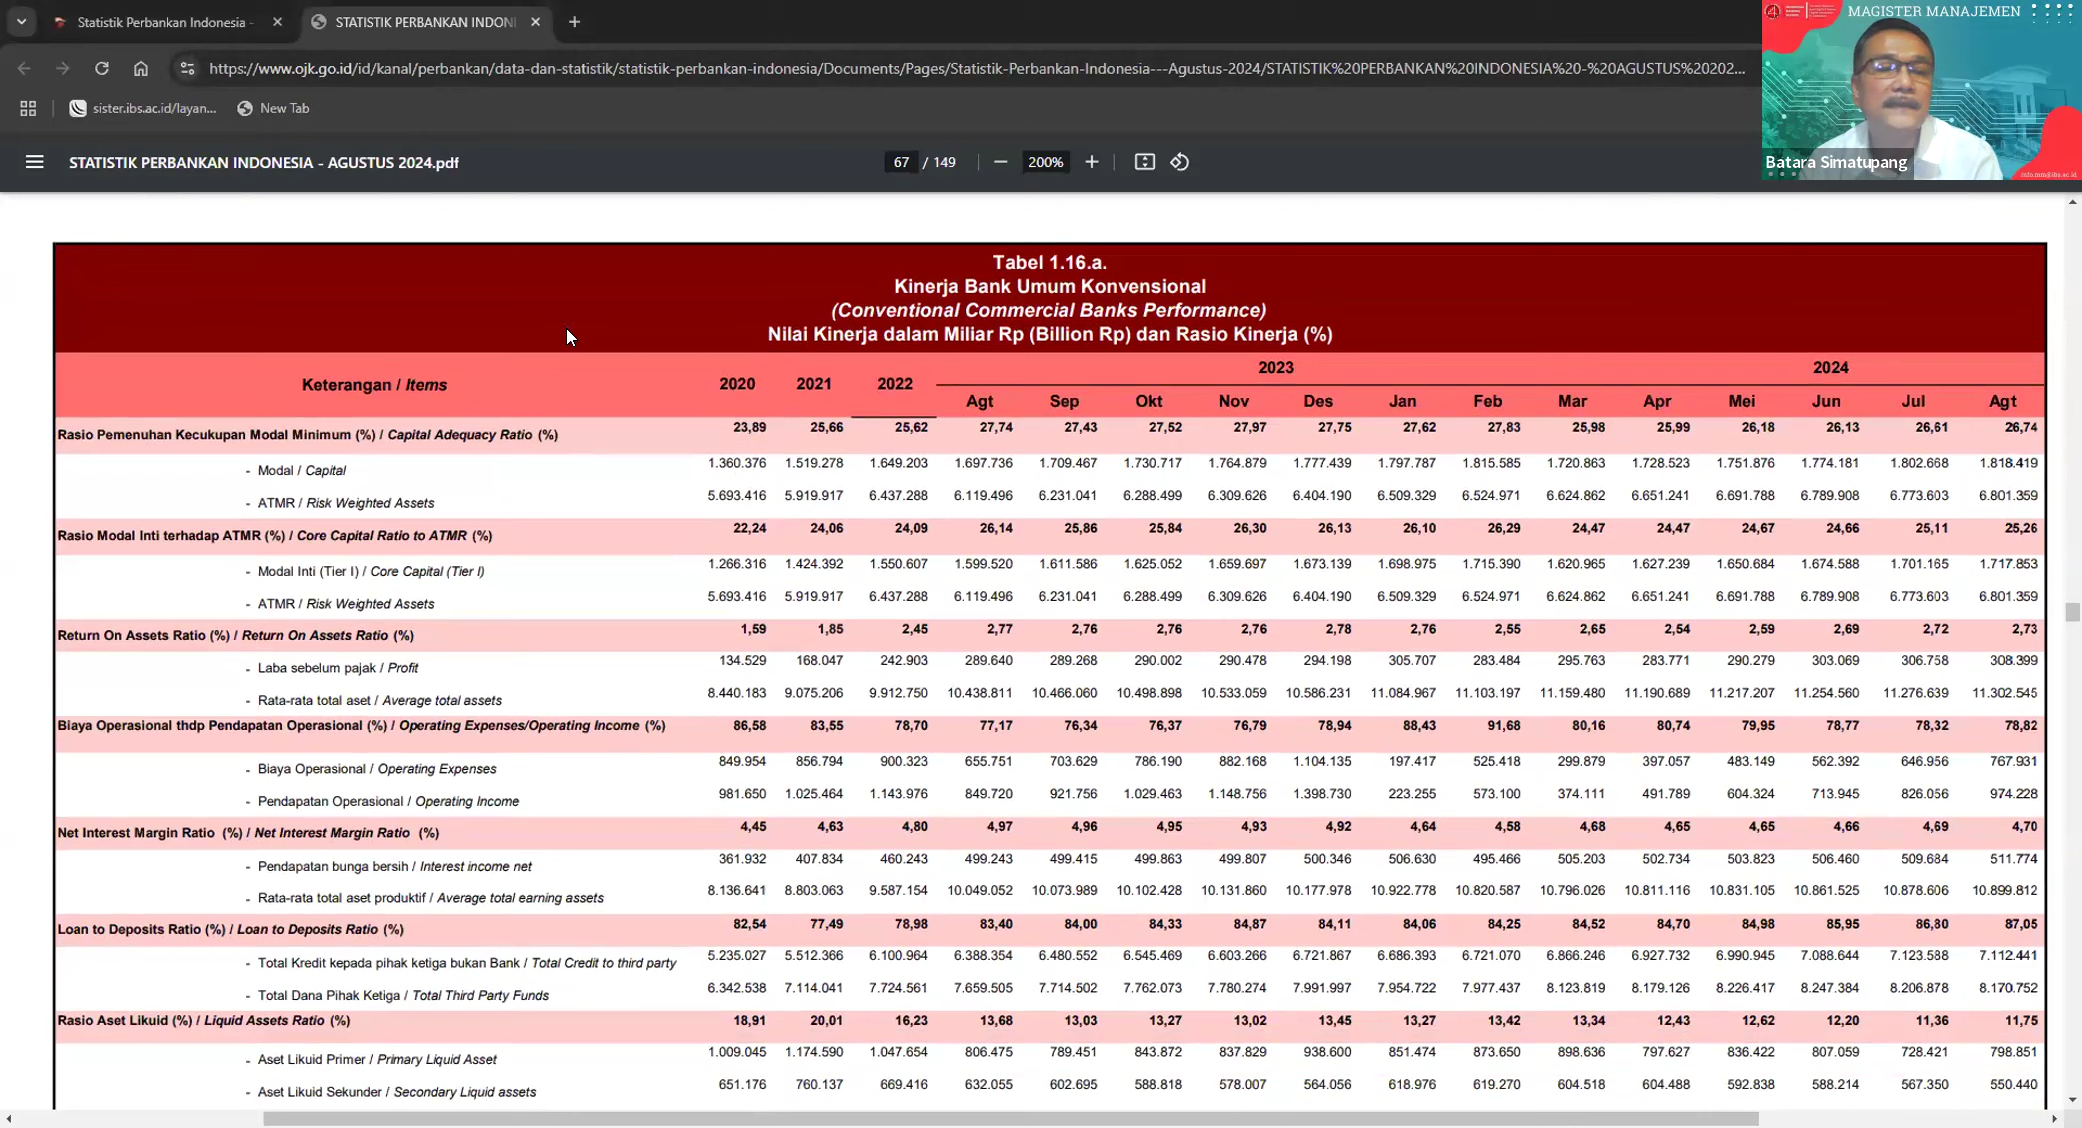 Statistik Perbankan Indonesia -
STATISTIK PERBANKAN INDONI
https://www.ojk.go.id/id/kanal/perbankan/data-dan-statistik/statistik-perbankan-indonesia/Documents/Pages/Statistik-Perbankan-Indonesia---Agustus-2024/STATISTIK%20PERBANKAN%20INDONESIA%20-%20AGUSTUS%20202...
sister.ibs.ac.id/layan...
New Tab
MAGISTER MANAJEMEN
Batara Simatupang
info.mm@ibs.ac.id
STATISTIK PERBANKAN INDONESIA - AGUSTUS 2024.pdf
67 / 149
200%
Tabel 1.16.a.
Kinerja Bank Umum Konvensional
(Conventional Commercial Banks Performance)
Nilai Kinerja dalam Miliar Rp (Billion Rp) dan Rasio Kinerja (%)
Keterangan / Items 2020 2021 2022 2023 2024
Agt Sep Okt Nov Des Jan Feb Mar Apr Mei Jun Jul Agt
Rasio Pemenuhan Kecukupan Modal Minimum (%) / Capital Adequacy Ratio (%) 23,89 25,66 25,62 27,74 27,43 27,52 27,97 27,75 27,62 27,83 25,98 25,99 26,18 26,13 26,61 26,74
- Modal / Capital 1.360.376 1.519.278 1.649.203 1.697.736 1.709.467 1.730.717 1.764.879 1.777.439 1.797.787 1.815.585 1.720.863 1.728.523 1.751.876 1.774.181 1.802.668 1.818.419
- ATMR / Risk Weighted Assets 5.693.416 5.919.917 6.437.288 6.119.496 6.231.041 6.288.499 6.309.626 6.404.190 6.509.329 6.524.971 6.624.862 6.651.241 6.691.788 6.789.908 6.773.603 6.801.359
Rasio Modal Inti terhadap ATMR (%) / Core Capital Ratio to ATMR (%) 22,24 24,06 24,09 26,14 25,86 25,84 26,30 26,13 26,10 26,29 24,47 24,47 24,67 24,66 25,11 25,26
- Modal Inti (Tier I) / Core Capital (Tier I) 1.266.316 1.424.392 1.550.607 1.599.520 1.611.586 1.625.052 1.659.697 1.673.139 1.698.975 1.715.390 1.620.965 1.627.239 1.650.684 1.674.588 1.701.165 1.717.853
- ATMR / Risk Weighted Assets 5.693.416 5.919.917 6.437.288 6.119.496 6.231.041 6.288.499 6.309.626 6.404.190 6.509.329 6.524.971 6.624.862 6.651.241 6.691.788 6.789.908 6.773.603 6.801.359
Return On Assets Ratio (%) / Return On Assets Ratio (%) 1,59 1,85 2,45 2,77 2,76 2,76 2,76 2,78 2,76 2,55 2,65 2,54 2,59 2,69 2,72 2,73
- Laba sebelum pajak / Profit 134.529 168.047 242.903 289.640 289.268 290.002 290.478 294.198 305.707 283.484 295.763 283.771 290.279 303.069 306.758 308.399
- Rata-rata total aset / Average total assets 8.440.183 9.075.206 9.912.750 10.438.811 10.466.060 10.498.898 10.533.059 10.586.231 11.084.967 11.103.197 11.159.480 11.190.689 11.217.207 11.254.560 11.276.639 11.302.545
Biaya Operasional thdp Pendapatan Operasional (%) / Operating Expenses/Operating Income (%) 86,58 83,55 78,70 77,17 76,34 76,37 76,79 78,94 88,43 91,68 80,16 80,74 79,95 78,77 78,32 78,82
- Biaya Operasional / Operating Expenses 849.954 856.794 900.323 655.751 703.629 786.190 882.168 1.104.135 197.417 525.418 299.879 397.057 483.149 562.392 646.956 767.931
- Pendapatan Operasional / Operating Income 981.650 1.025.464 1.143.976 849.720 921.756 1.029.463 1.148.756 1.398.730 223.255 573.100 374.111 491.789 604.324 713.945 826.056 974.228
Net Interest Margin Ratio (%) / Net Interest Margin Ratio (%) 4,45 4,63 4,80 4,97 4,96 4,95 4,93 4,92 4,64 4,58 4,68 4,65 4,65 4,66 4,69 4,70
- Pendapatan bunga bersih / Interest income net 361.932 407.834 460.243 499.243 499.415 499.863 499.807 500.346 506.630 495.466 505.203 502.734 503.823 506.460 509.684 511.774
- Rata-rata total aset produktif / Average total earning assets 8.136.641 8.803.063 9.587.154 10.049.052 10.073.989 10.102.428 10.131.860 10.177.978 10.922.778 10.820.587 10.796.026 10.811.116 10.831.105 10.861.525 10.878.606 10.899.812
Loan to Deposits Ratio (%) / Loan to Deposits Ratio (%) 82,54 77,49 78,98 83,40 84,00 84,33 84,87 84,11 84,06 84,25 84,52 84,70 84,98 85,95 86,80 87,05
- Total Kredit kepada pihak ketiga bukan Bank / Total Credit to third party 5.235.027 5.512.366 6.100.964 6.388.354 6.480.552 6.545.469 6.603.266 6.721.867 6.686.393 6.721.070 6.866.246 6.927.732 6.990.945 7.088.644 7.123.588 7.112.441
- Total Dana Pihak Ketiga / Total Third Party Funds 6.342.538 7.114.041 7.724.561 7.659.505 7.714.502 7.762.073 7.780.274 7.991.997 7.954.722 7.977.437 8.123.819 8.179.126 8.226.417 8.247.384 8.206.878 8.170.752
Rasio Aset Likuid (%) / Liquid Assets Ratio (%) 18,91 20,01 16,23 13,68 13,03 13,27 13,02 13,45 13,27 13,42 13,34 12,43 12,62 12,20 11,36 11,75
- Aset Likuid Primer / Primary Liquid Asset 1.009.045 1.174.590 1.047.654 806.475 789.451 843.872 837.829 938.600 851.474 873.650 898.636 797.627 836.422 807.059 728.421 798.851
- Aset Likuid Sekunder / Secondary Liquid assets 651.176 760.137 669.416 632.055 602.695 588.818 578.007 564.056 618.976 619.270 604.518 604.488 592.838 588.214 567.350 550.440